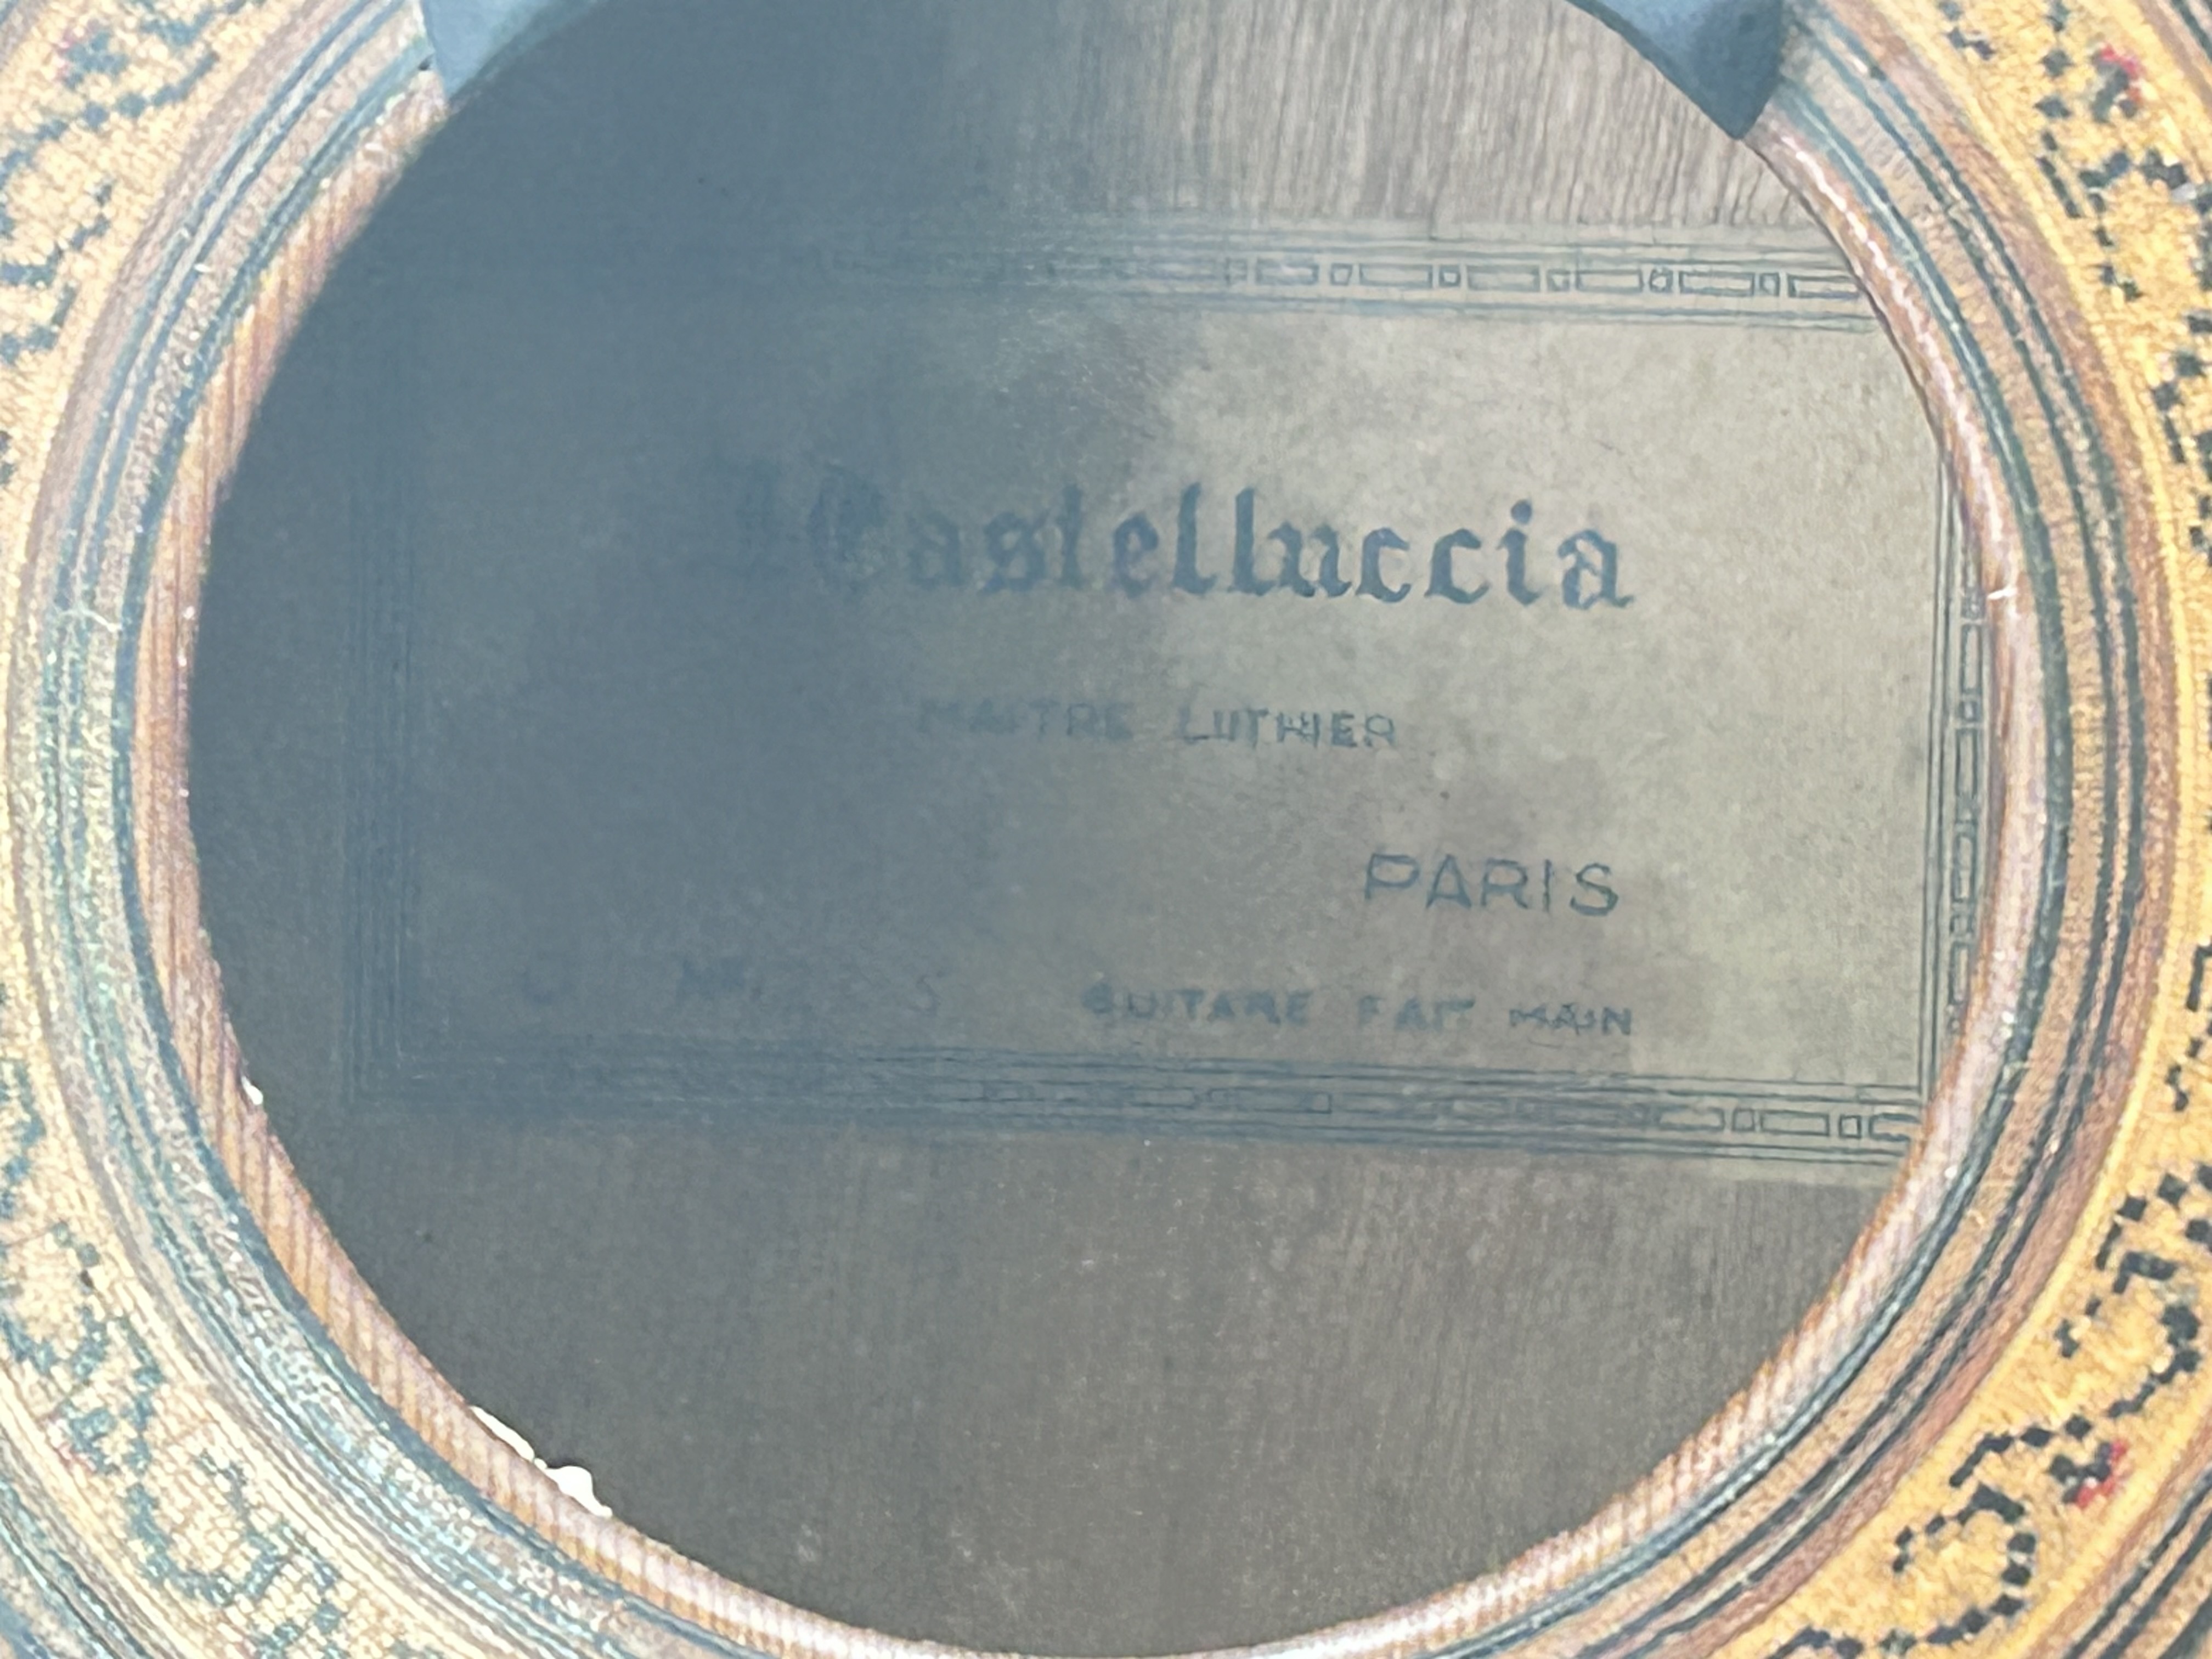 Castelluccia
MAITRE LUTHIER
PARIS
GUITARE FAIT MAIN